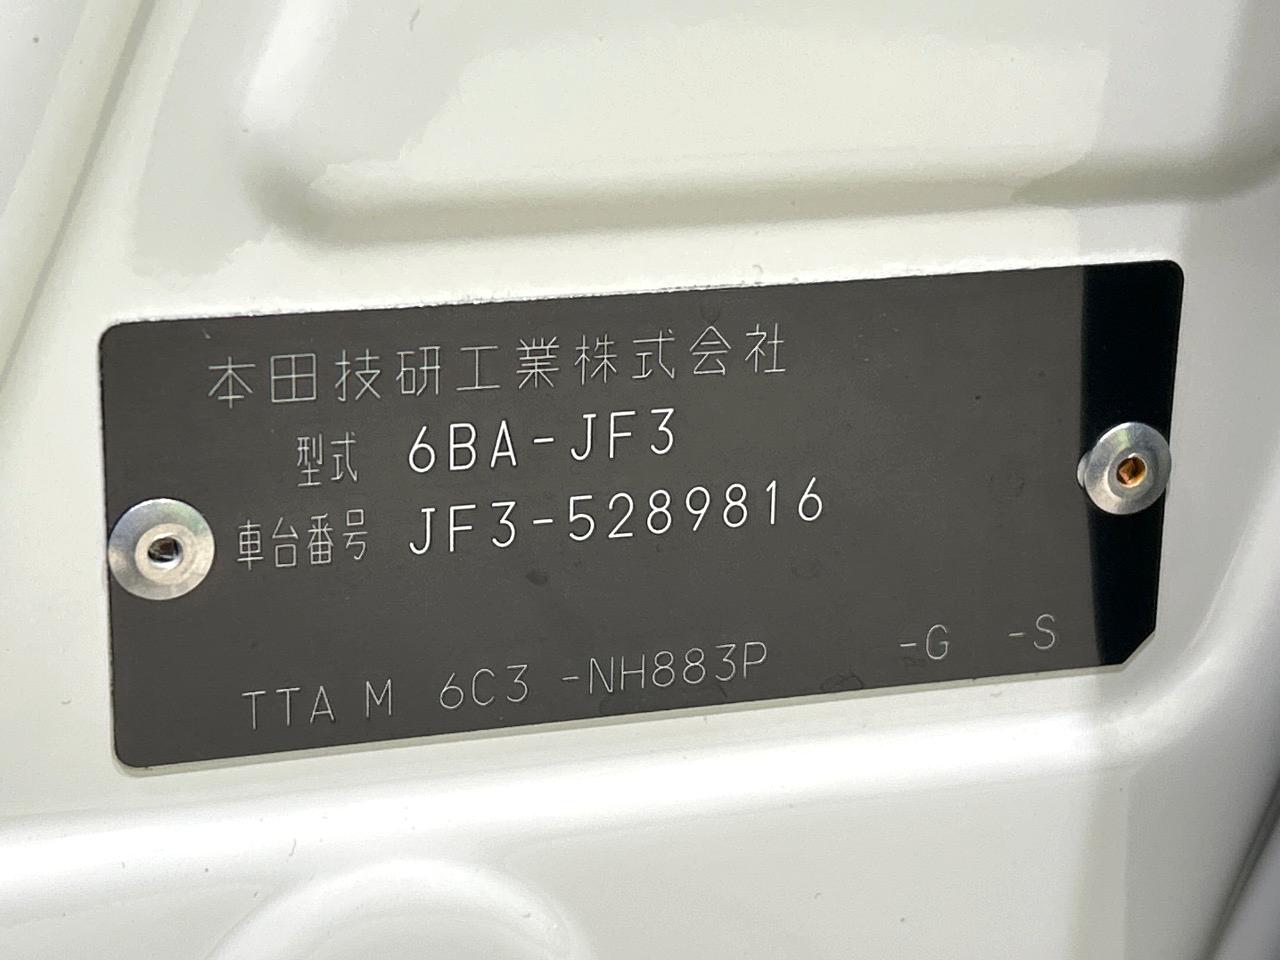 本田技研工業株式会社
型式 6BA-JF3
車台番号 JF3-5289816
TTA M 6C3 -NH883P -G -S